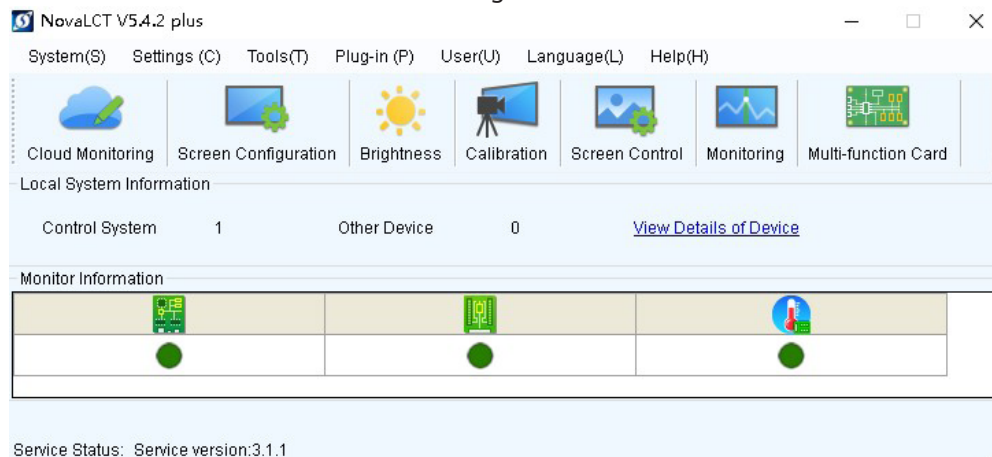 NovaLCT V5.4.2 plus
System(S) Settings (C) Tools(T) Plug-in (P) User(U) Language(L) Help(H)
Cloud Monitoring Screen Configuration Brightness Calibration Screen Control Monitoring Multi-function Card
Local System Information
Control System 1 Other Device 0 View Details of Device
Monitor Information
Service Status: Service version:3.1.1